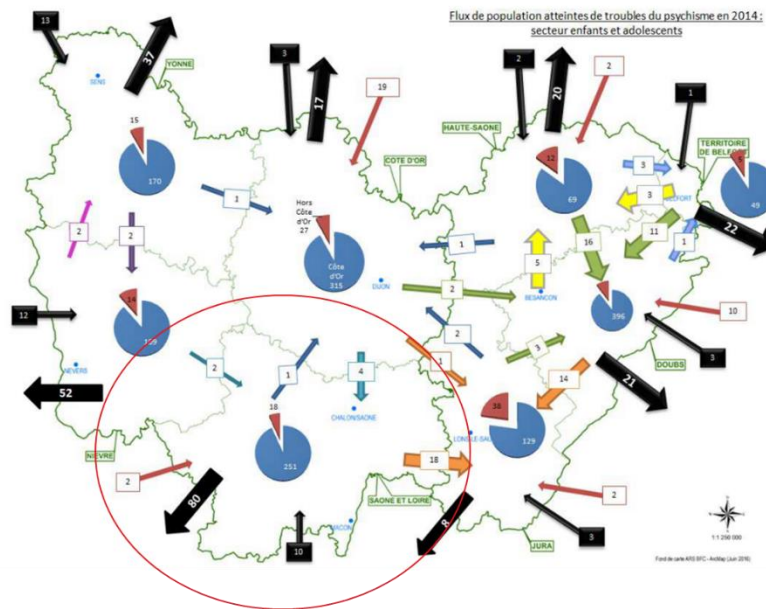 Flux de population atteintes de troubles du psychisme en 2014 :
secteur enfants et adolescents
13
37
YONNE
SENS
3
17
19
2
20
2
1
HAUTE-SAONE
TERRITOIRE
DE BELFORT
COTE D'OR
15
170
12
69
3
5
49
3
BELFORT
22
1
Hors
Côte
d'Or
27
Côte
d'Or
315
2
2
1
16
11
1
5
DIJON
2
BESANCON
14
396
10
12
2
3
3
DOUBS
NEVERS
52
2
1
4
1
14
21
18
CHALON/SAONE
38
129
251
18
NIEVRE
2
80
SAONE ET LOIRE
2
8
10
3
JURA
1:1 250 000
Fond de carte ARS BFC - ArcMap (Juin 2016)